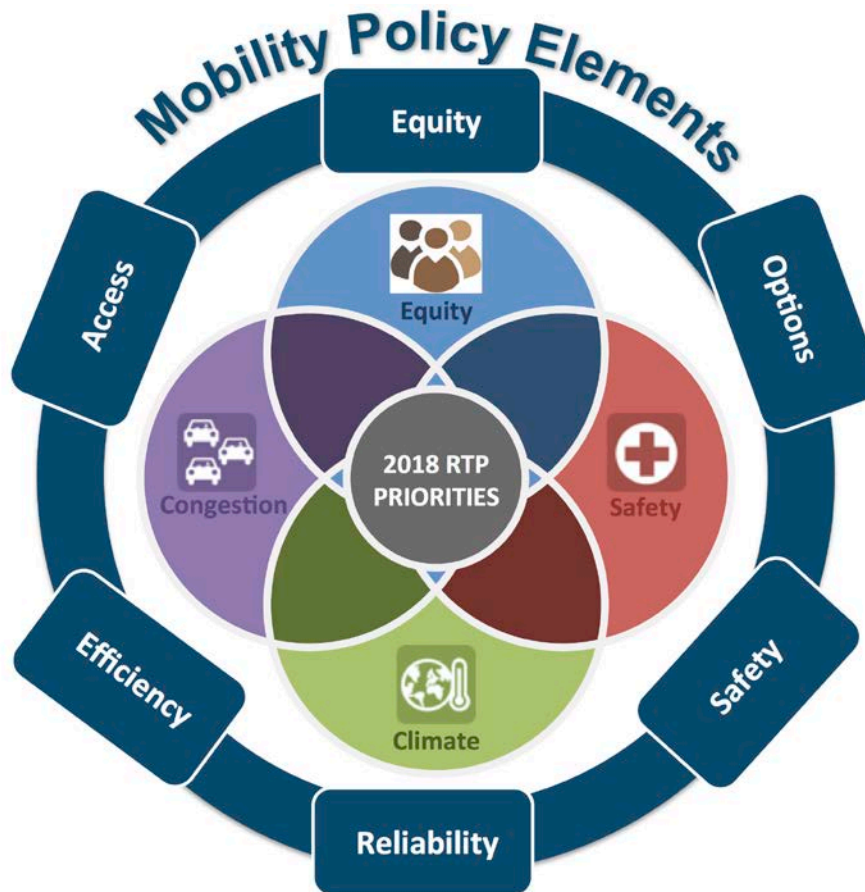 Mobility Policy Elements
Equity
Options
Safety
Reliability
Efficiency
Access
Equity
Safety
Climate
Congestion
2018 RTP
PRIORITIES